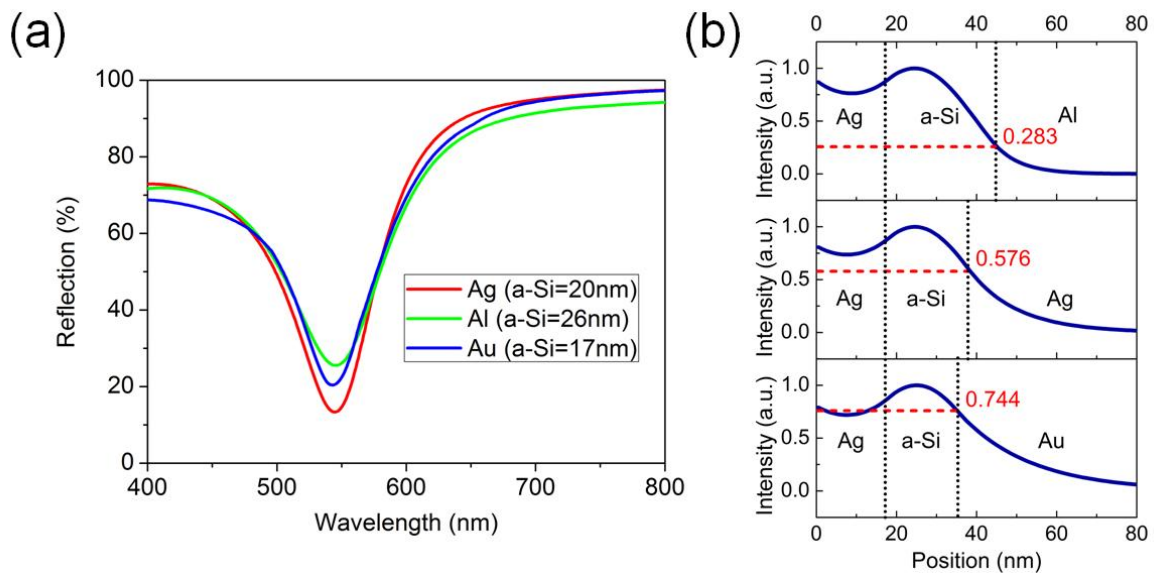 (a)
100
80
60
40
20
0
Reflection (%)
400
500
600
700
800
Wavelength (nm)
Ag (a-Si=20nm)
Al (a-Si=26nm)
Au (a-Si=17nm)
(b)
0 20 40 60 80
1.0
0.5
0.0
Intensity (a.u.)
Ag
a-Si
Al
0.283
1.0
0.5
0.0
Intensity (a.u.)
Ag
a-Si
Ag
0.576
1.0
0.5
0.0
Intensity (a.u.)
Ag
a-Si
Au
0.744
0 20 40 60 80
Position (nm)